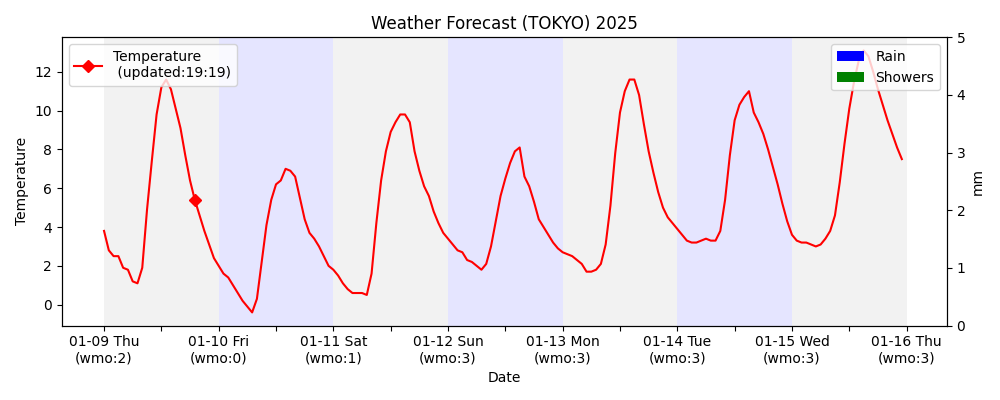 Weather Forecast (TOKYO) 2025
Temperature
(updated:19:19)
Rain
Showers
Temperature
12
10
8
6
4
2
0
5
4
3
2
1
0
mm
01-09 Thu
(wmo:2)
01-10 Fri
(wmo:0)
01-11 Sat
(wmo:1)
01-12 Sun
(wmo:3)
01-13 Mon
(wmo:3)
01-14 Tue
(wmo:3)
01-15 Wed
(wmo:3)
01-16 Thu
(wmo:3)
Date